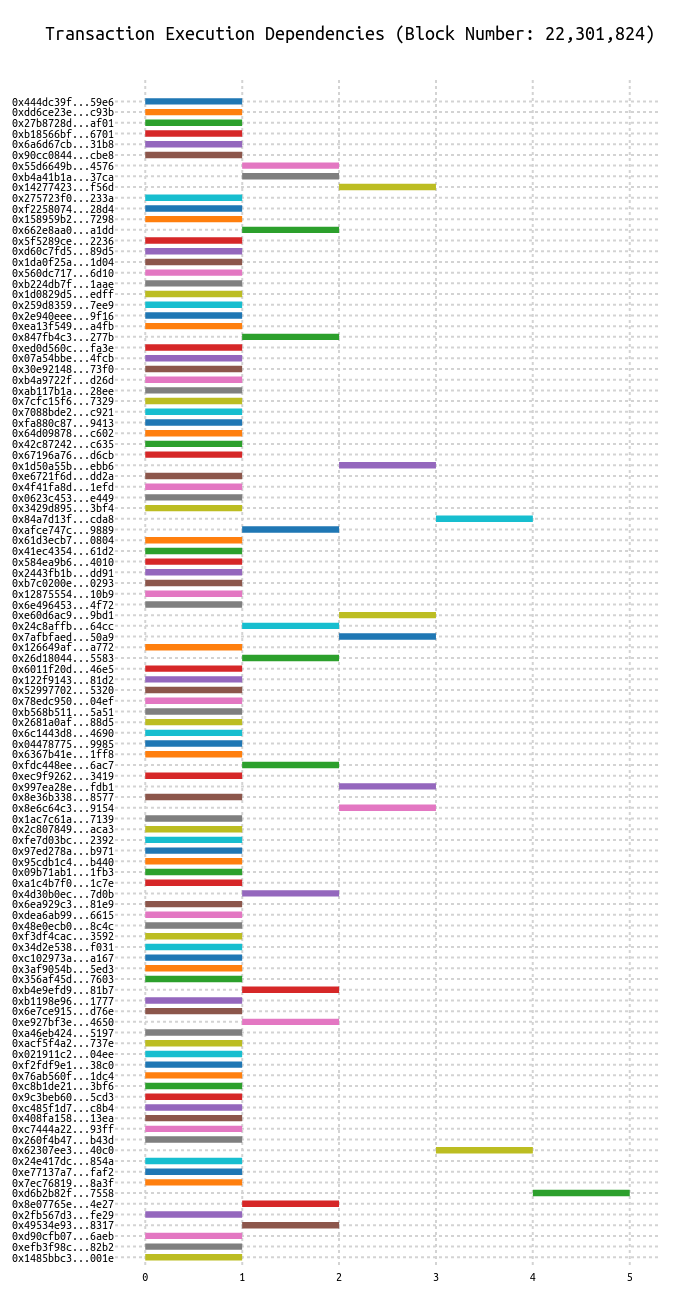 Transaction Execution Dependencies (Block Number: 22,301,824)
0x444dc39f...59e6
0xdd6ce23e...c93b
0x27b8728d...af01
0xb18566bf...6701
0x6a6d67cb...31b8
0x90cc0844...cbe8
0x55d6649b...4576
0xb4a41b1a...37ca
0x14277423...f56d
0x275723f0...233a
0xf2258074...28d4
0x158959b2...7298
0x662e8aa0...a1dd
0x5f5289ce...2236
0xd60c7fd5...89d5
0x1da0f25a...1d04
0x560dc717...6d10
0xb224db7f...1aae
0x1d0829d5...edff
0x259d8359...7ee9
0x2e940eee...9f16
0xea13f549...a4fb
0x847fb4c3...277b
0xed0d560c...fa3e
0x07a54bbe...4fcb
0x30e92148...73f0
0xb4a9722f...d26d
0xab117b1a...28ee
0x7cfc15f6...7329
0x7088bde2...c921
0xfa880c87...9413
0x64d09878...c602
0x42c87242...c635
0x67196a76...d6cb
0x1d50a55b...ebb6
0xe6721f6d...dd2a
0x4f41fa8d...1efd
0x0623c453...e449
0x3429d895...3bf4
0x84a7d13f...cda8
0xafce747c...9889
0x61d3ecb7...0804
0x41ec4354...61d2
0x584ea9b6...4010
0x2443fb1b...dd91
0xb7c0200e...0293
0x12875554...10b9
0x6e496453...4f72
0xe60d6ac9...9bd1
0x24c8affb...64cc
0x7afbfaed...50a9
0x126649af...a772
0x26d18044...5583
0x6011f20d...46e5
0x122f9143...81d2
0x52997702...5320
0x78edc950...04ef
0xb568b511...5a51
0x2681a0af...88d5
0x6c1443d8...4690
0x04478775...9985
0x6367b41e...1ff8
0xfdc448ee...6ac7
0xec9f9262...3419
0x997ea28e...fdb1
0x8e36b338...8577
0x8e6c64c3...9154
0x1ac7c61a...7139
0x2c807849...aca3
0xfe7d03bc...2392
0x97ed278a...b971
0x95cdb1c4...b440
0x09b71ab1...1fb3
0xa1c4b7f0...1c7e
0x4d30b0ec...7d0b
0x6ea929c3...81e9
0xdea6ab99...6615
0x48e0ecb0...8c4c
0xf3df4cac...3592
0x34d2e538...f031
0xc102973a...a167
0x3af9054b...5ed3
0x356af45d...7603
0xb4e9efd9...81b7
0xb1198e96...1777
0x6e7ce915...d76e
0xe927bf3e...4650
0xa46eb424...5197
0xacf5f4a2...737e
0x021911c2...04ee
0xf2fdf9e1...38c0
0x76ab560f...1dc4
0xc8b1de21...3bf6
0x9c3beb60...5cd3
0xc485f1d7...c8b4
0x408fa158...13ea
0xc7444a22...93ff
0x260f4b47...b43d
0x62307ee3...40c0
0x24e417dc...854a
0xe77137a7...faf2
0x7ec76819...8a3f
0xd6b2b82f...7558
0x8e07765e...4e27
0x2fb567d3...fe29
0x49534e93...8317
0xd90cfb07...6aeb
0xefb3f98c...82b2
0x1485bbc3...001e
0 1 2 3 4 5